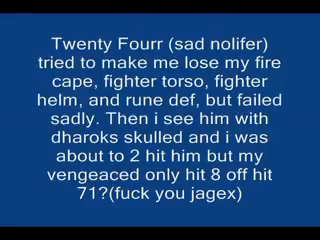 Twenty Fourr (sad nolifer)
tried to make me lose my fire
cape, fighter torso, fighter
helm, and rune def, but failed
sadly. Then i see him with
dharoks skulled and i was
about to 2 hit him but my
vengeaced only hit 8 off hit
71?(fuck you jagex)